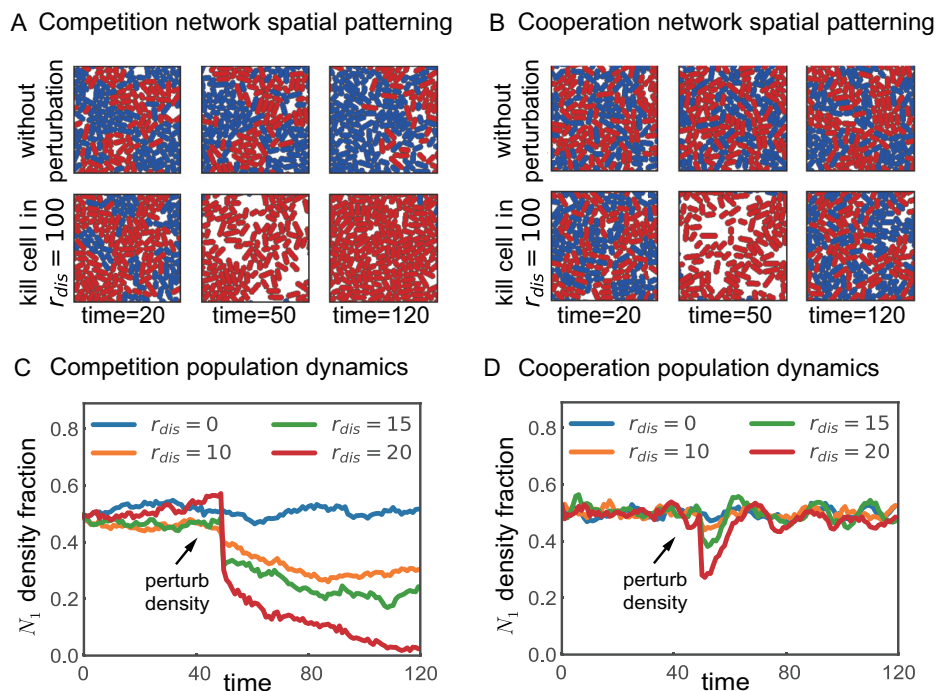 A Competition network spatial patterning
B Cooperation network spatial patterning
without
perturbation
kill cell I in
r_dis = 100
time=20
time=50
time=120
without
perturbation
kill cell I in
r_dis = 100
time=20
time=50
time=120
C Competition population dynamics
D Cooperation population dynamics
N_1 density fraction
0.8
0.6
0.4
0.2
0.0
r_dis = 0
r_dis = 15
r_dis = 10
r_dis = 20
perturb
density
0
40
80
120
time
N_1 density fraction
0.8
0.6
0.4
0.2
0.0
r_dis = 0
r_dis = 15
r_dis = 10
r_dis = 20
perturb
density
0
40
80
120
time